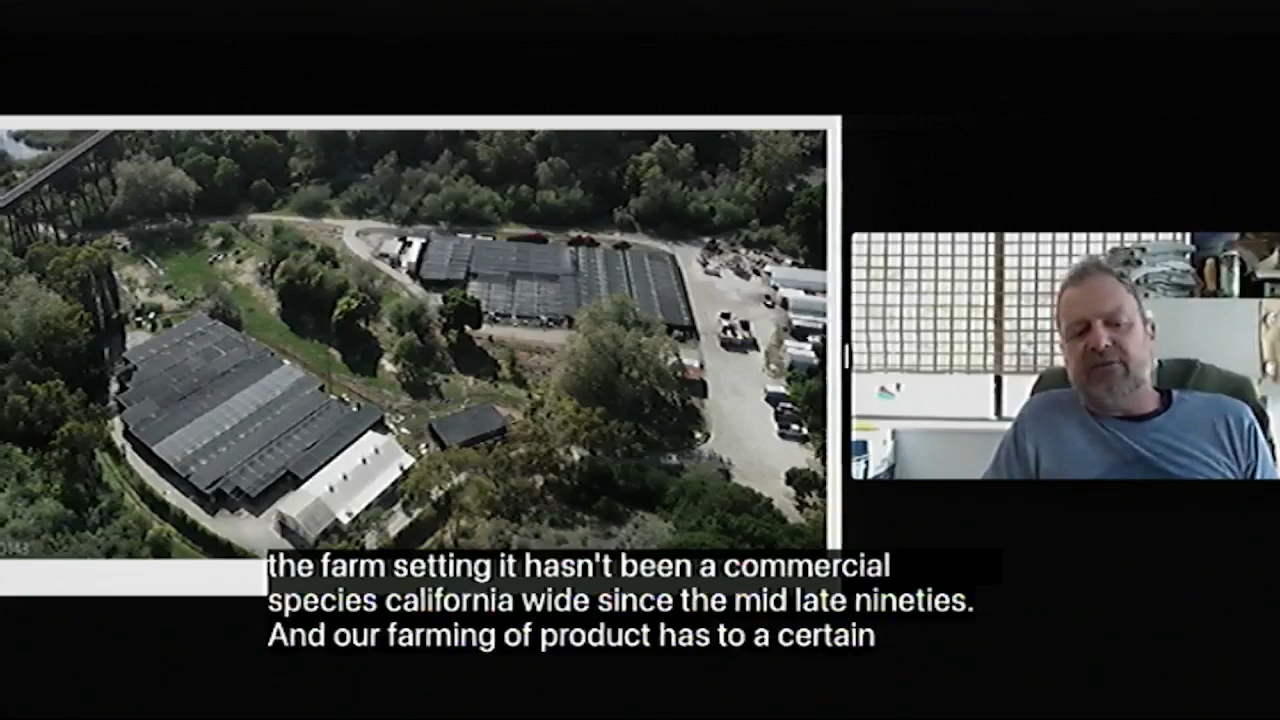 the farm setting it hasn't been a commercial
species california wide since the mid late nineties.
And our farming of product has to a certain